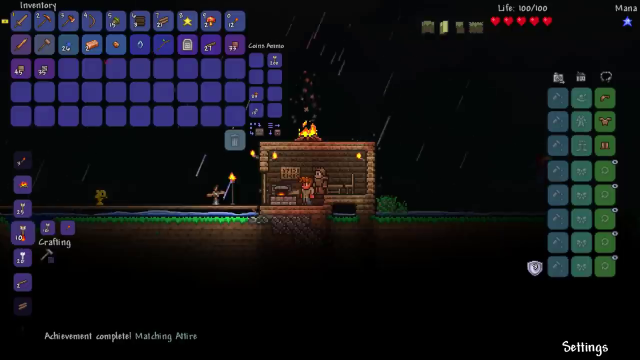 Inventory
Life: 100/100
Mana
Coins Ammo
Crafting
Achievement complete! Matching Attire
Settings